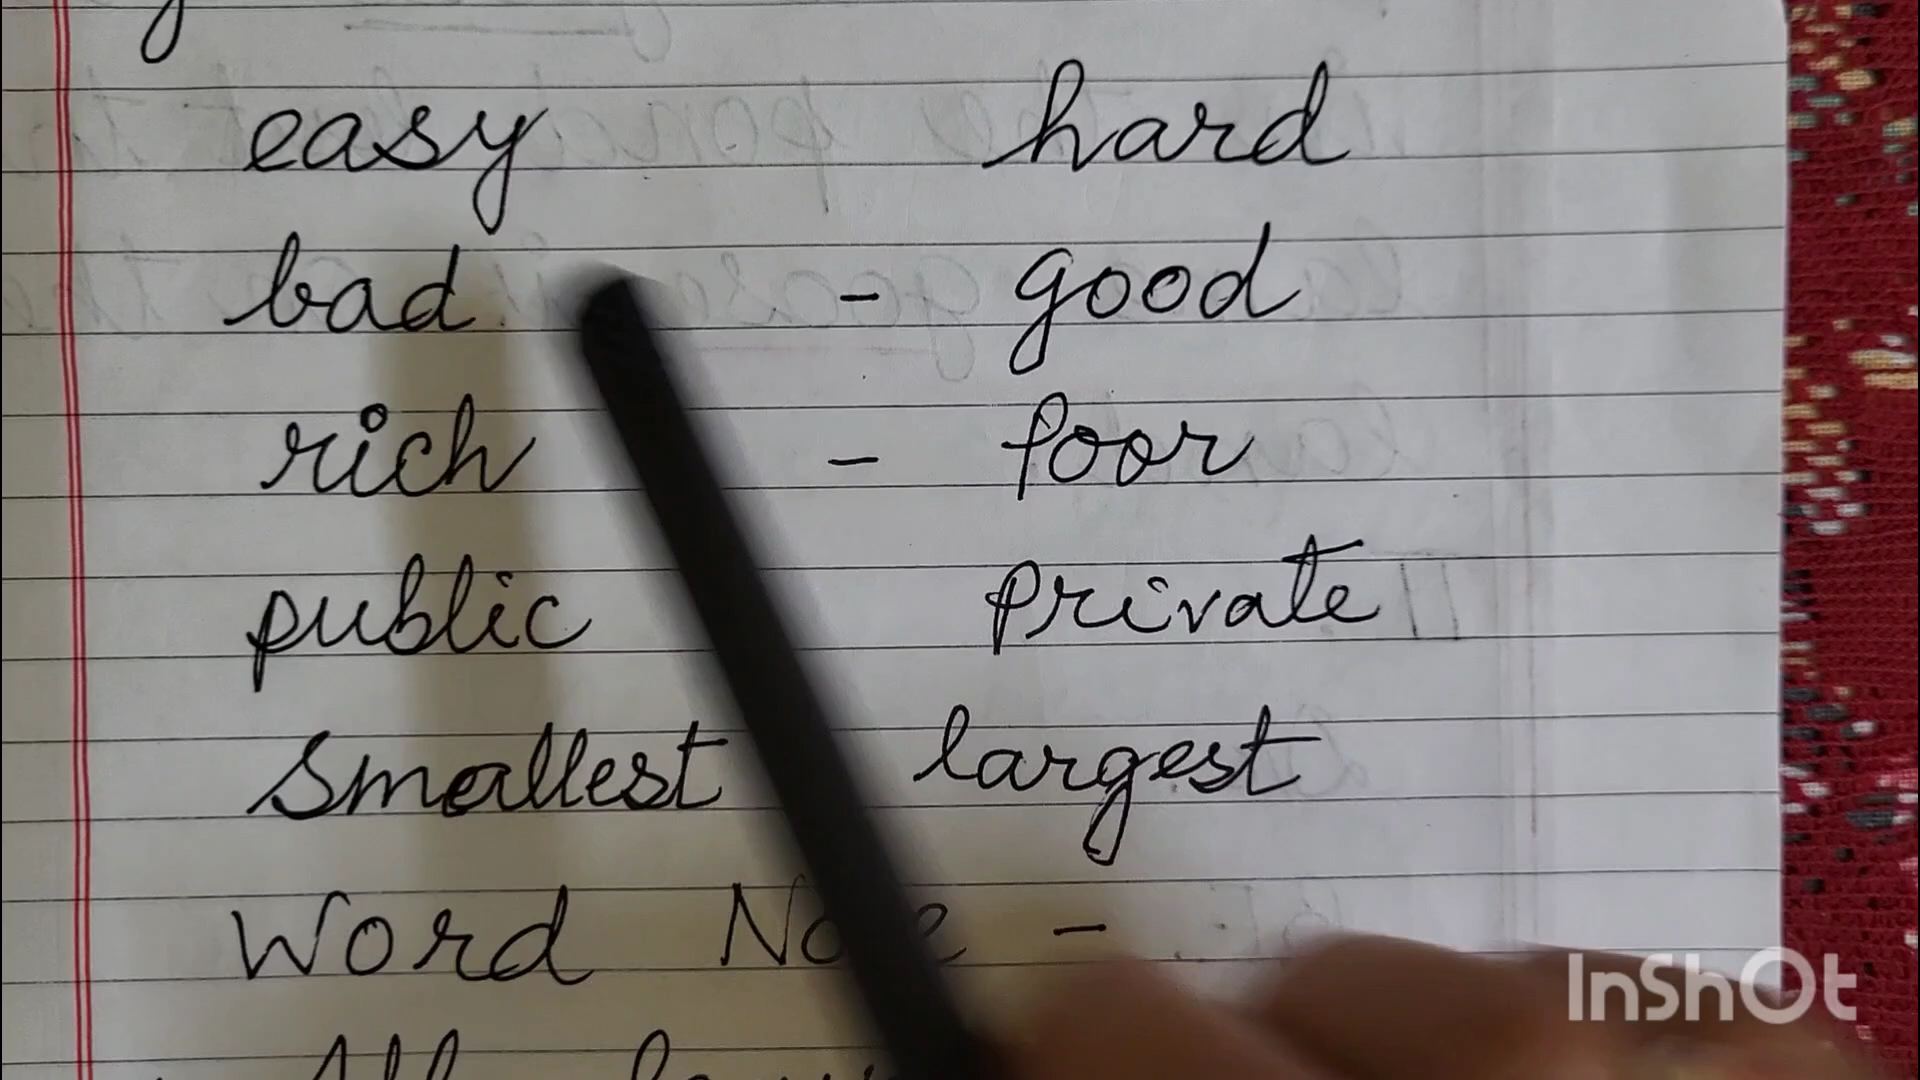 easy hard
bad - good
rich - poor
public private
smallest largest
Word -
InShOt